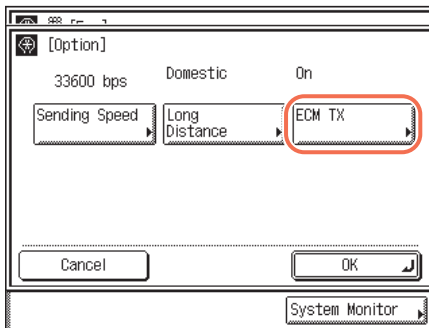 [Option]
33600 bps Domestic On
Sending Speed Long Distance ECM TX
Cancel OK
System Monitor